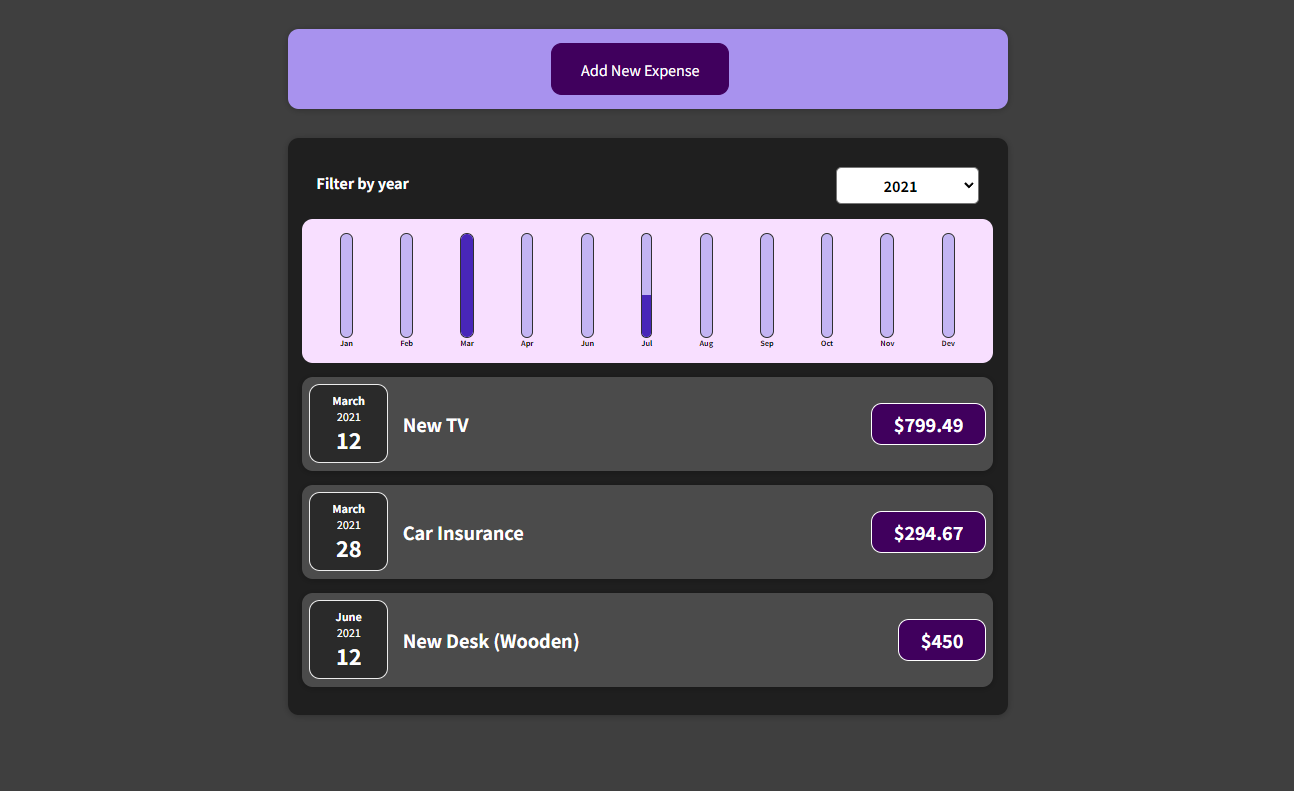 Add New Expense
Filter by year
2021
Jan Feb Mar Apr Jun Jul Aug Sep Oct Nov Dev
March
2021
12
New TV
$799.49
March
2021
28
Car Insurance
$294.67
June
2021
12
New Desk (Wooden)
$450